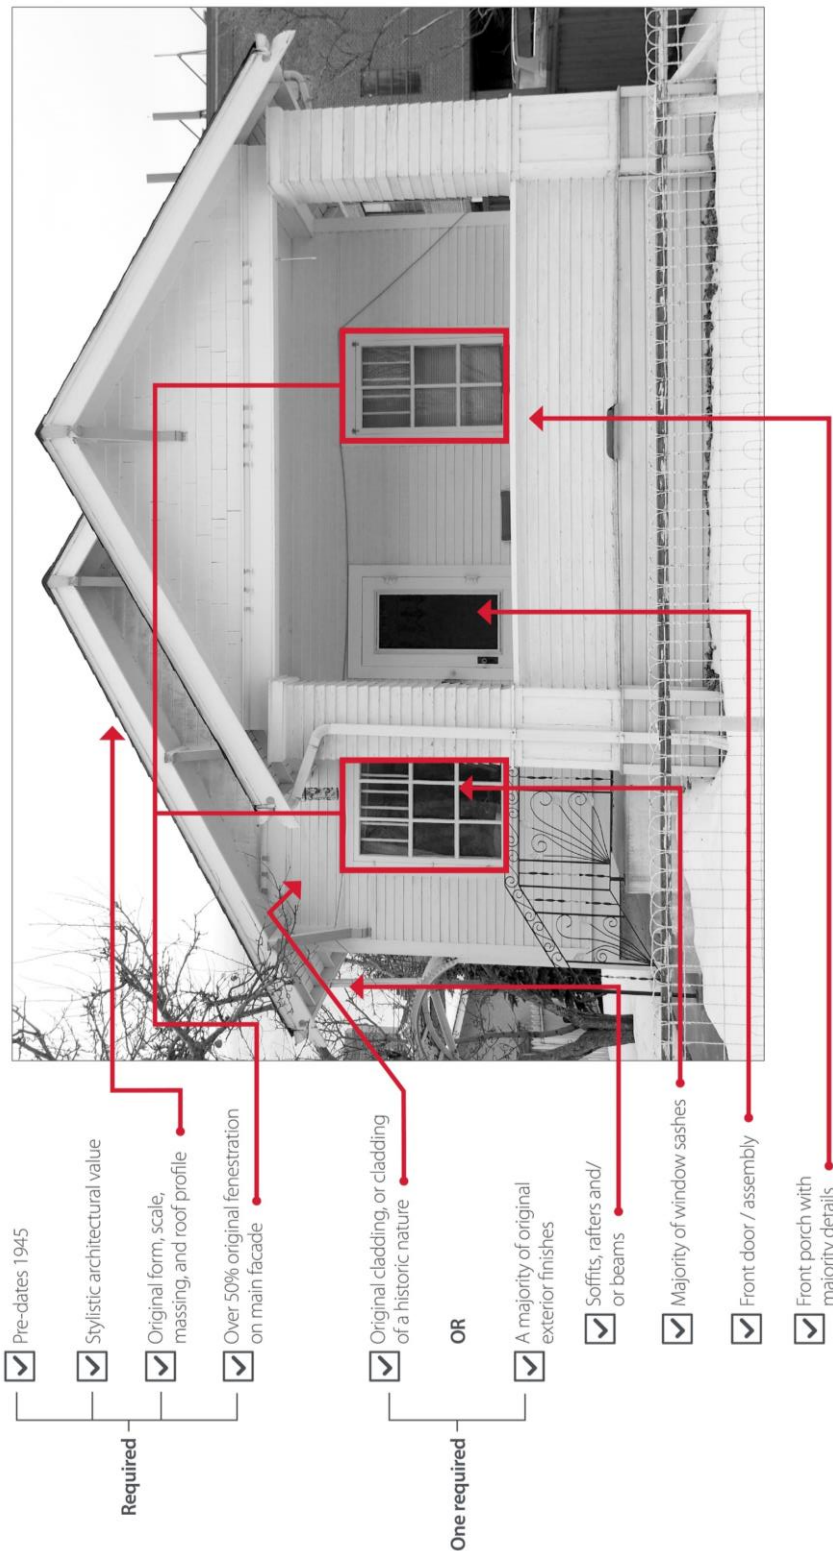 Required
Pre-dates 1945
Stylistic architectural value
Original form, scale,
massing, and roof profile
Over 50% original fenestration
on main facade
One required
Original cladding, or cladding
of a historic nature
OR
A majority of original
exterior finishes
Soffits, rafters and/
or beams
Majority of window sashes
Front door / assembly
Front porch with
majority details